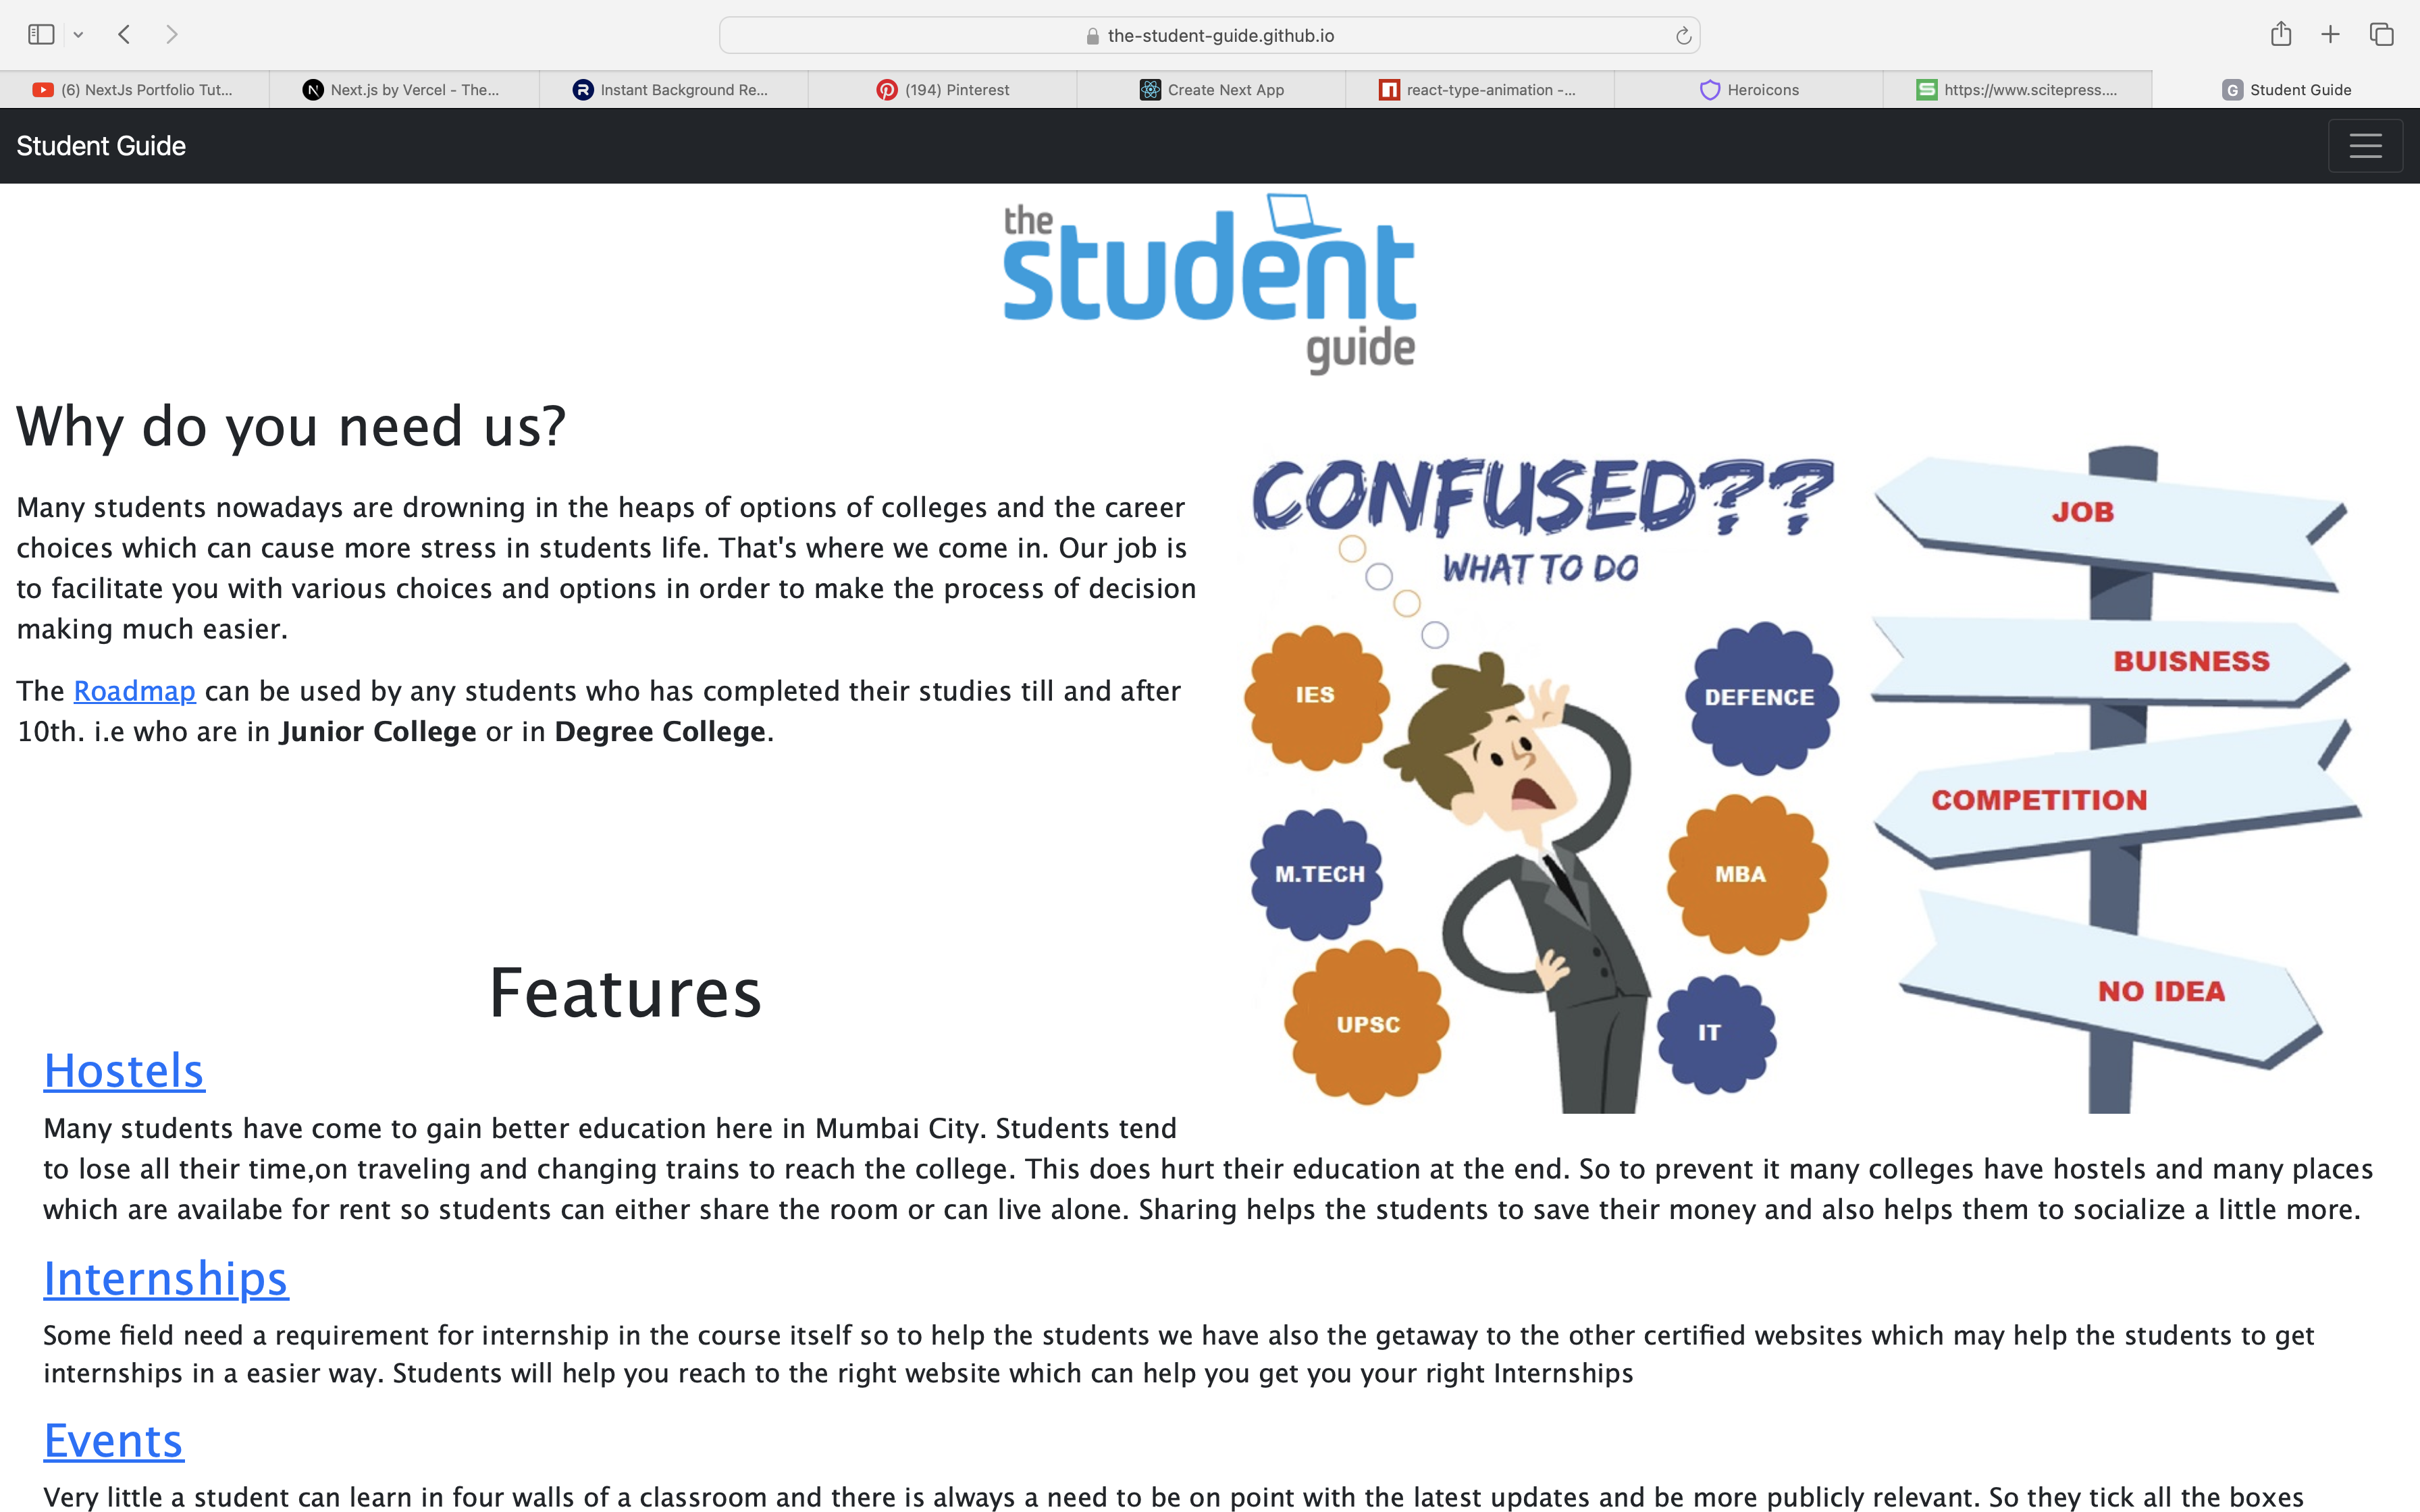 the-student-guide.github.io
(6) NextJs Portfolio Tut...
Next.js by Vercel - The...
Instant Background Re...
(194) Pinterest
Create Next App
react-type-animation -...
Heroicons
https://www.scitepress....
Student Guide
Student Guide
the
student
guide
Why do you need us?
Many students nowadays are drowning in the heaps of options of colleges and the career
choices which can cause more stress in students life. That's where we come in. Our job is
to facilitate you with various choices and options in order to make the process of decision
making much easier.
The Roadmap can be used by any students who has completed their studies till and after
10th. i.e who are in Junior College or in Degree College.
CONFUSED??
WHAT TO DO
IES
DEFENCE
M.TECH
MBA
UPSC
IT
JOB
BUISNESS
COMPETITION
NO IDEA
Features
Hostels
Many students have come to gain better education here in Mumbai City. Students tend
to lose all their time,on traveling and changing trains to reach the college. This does hurt their education at the end. So to prevent it many colleges have hostels and many places
which are availabe for rent so students can either share the room or can live alone. Sharing helps the students to save their money and also helps them to socialize a little more.
Internships
Some field need a requirement for internship in the course itself so to help the students we have also the getaway to the other certified websites which may help the students to get
internships in a easier way. Students will help you reach to the right website which can help you get you your right Internships
Events
Very little a student can learn in four walls of a classroom and there is always a need to be on point with the latest updates and be more publicly relevant. So they tick all the boxes